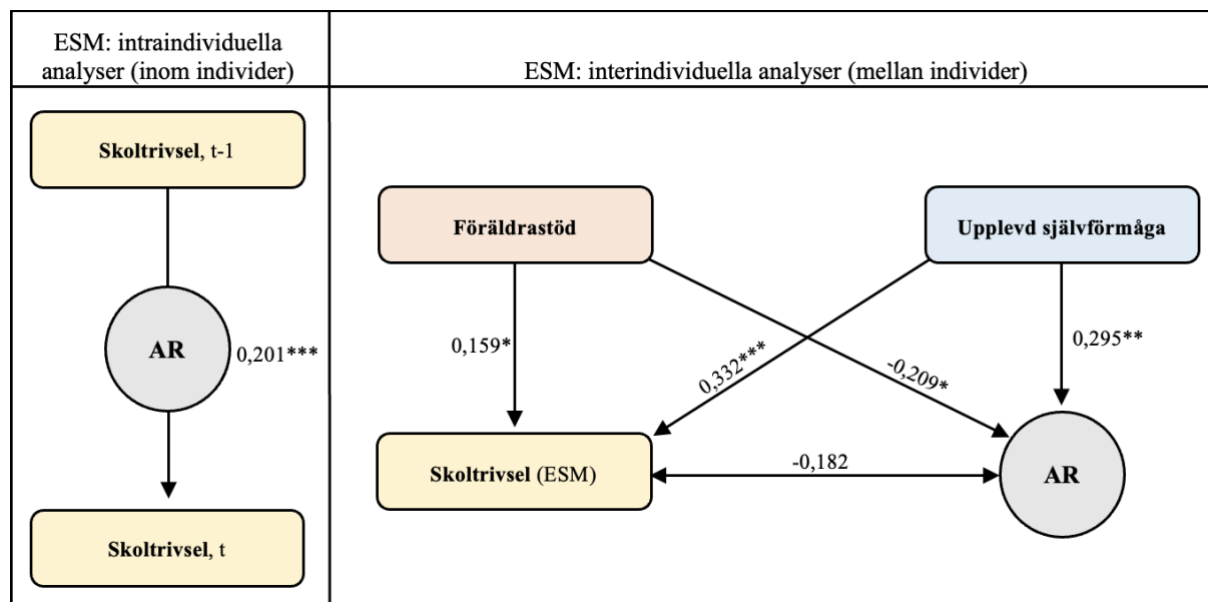 ESM: intraindividuella
analyser (inom individer)
ESM: interindividuella analyser (mellan individer)
Skoltrivsel, t-1
AR
0,201***
Skoltrivsel, t
Föräldrastöd
Upplevd självförmåga
0,159*
0,332***
-0,209*
0,295**
Skoltrivsel (ESM)
-0,182
AR